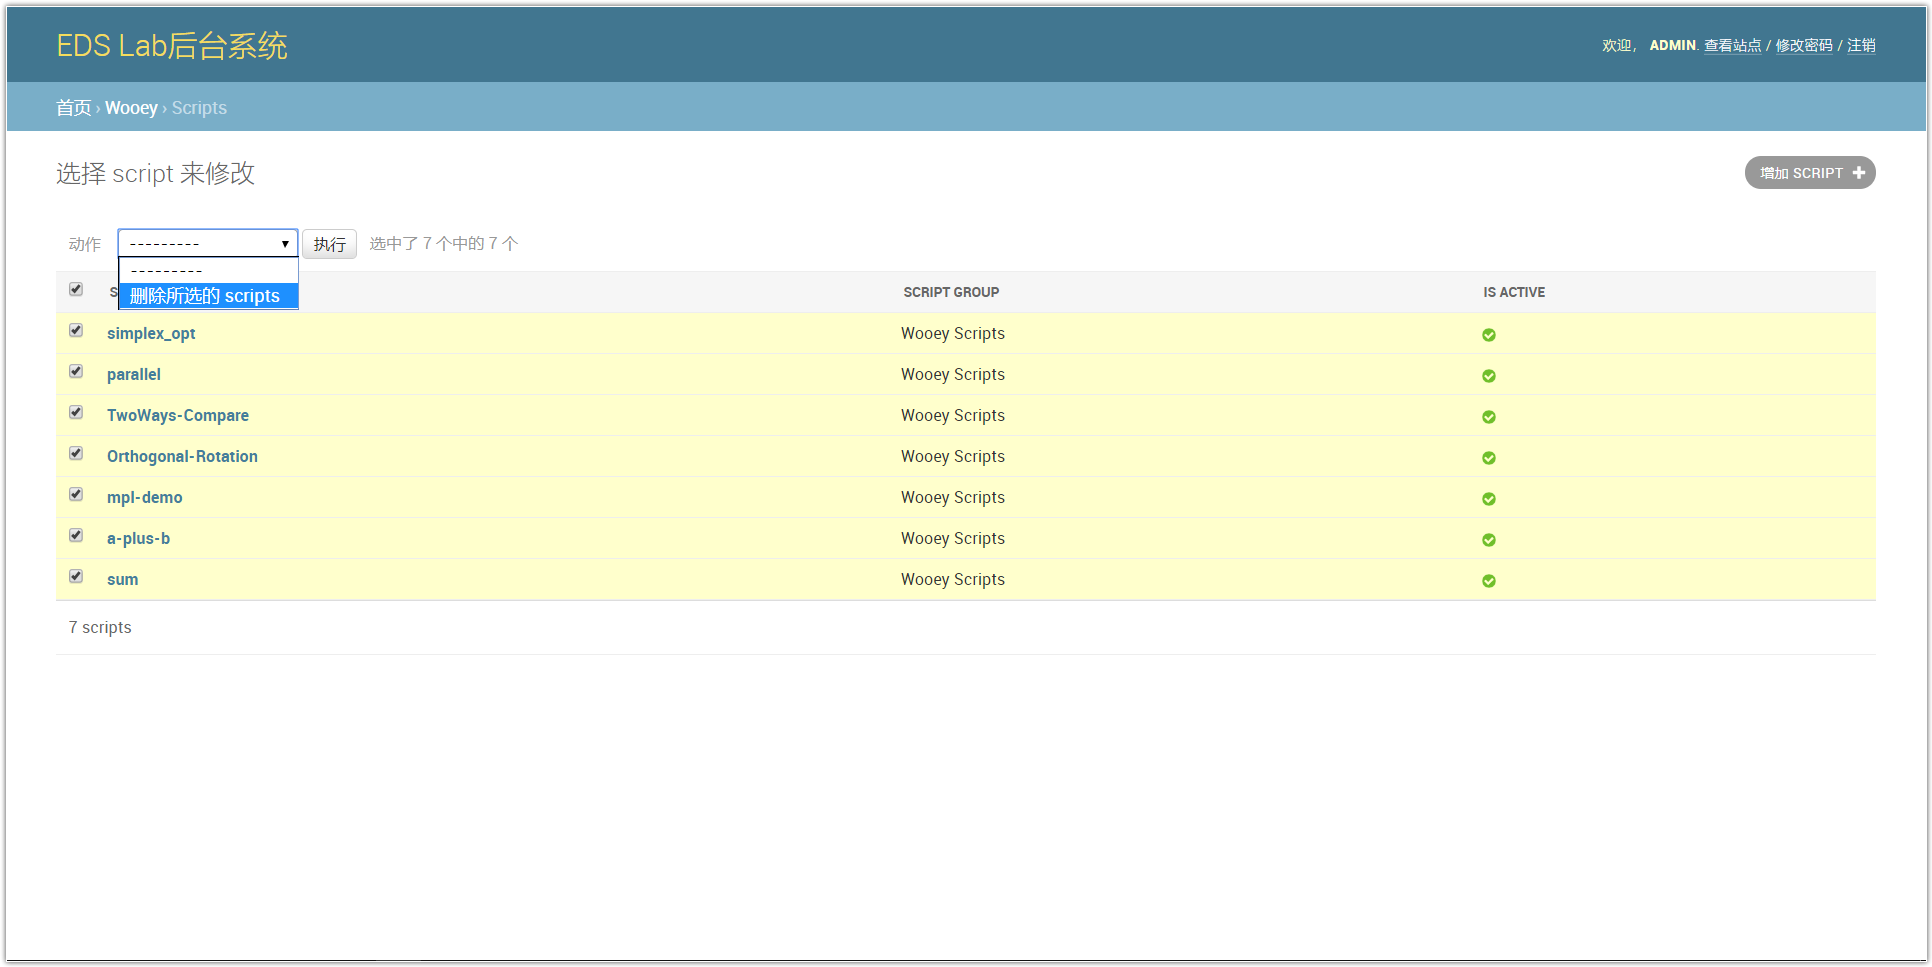 EDS Lab后台系统
欢迎， ADMIN. 查看站点 / 修改密码 / 注销
首页 › Wooey › Scripts
选择 script 来修改
增加 SCRIPT
动作 --------- 执行 选中了 7 个中的 7 个
---------
删除所选的 scripts
SCRIPT GROUP IS ACTIVE
simplex_opt Wooey Scripts
parallel Wooey Scripts
TwoWays-Compare Wooey Scripts
Orthogonal-Rotation Wooey Scripts
mpl-demo Wooey Scripts
a-plus-b Wooey Scripts
sum Wooey Scripts
7 scripts